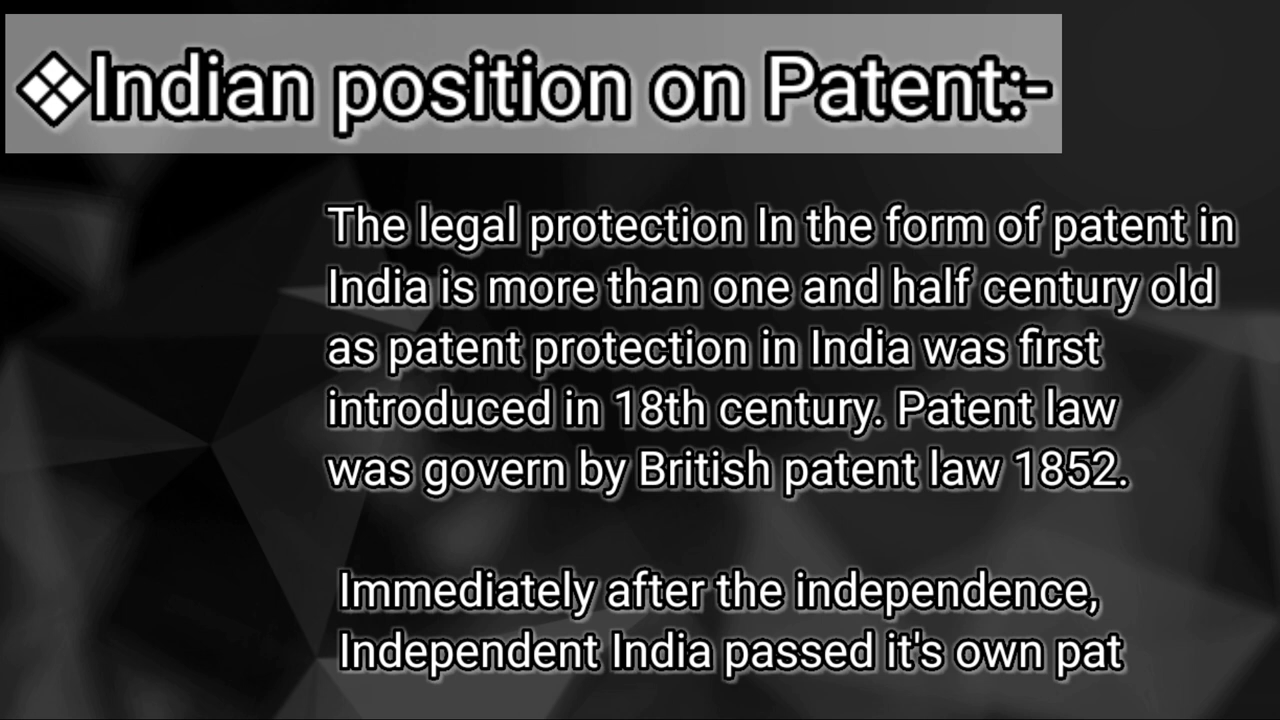 ❖Indian position on Patent:-
The legal protection In the form of patent in
India is more than one and half century old
as patent protection in India was first
introduced in 18th century. Patent law
was govern by British patent law 1852.
Immediately after the independence,
Independent India passed it's own pat